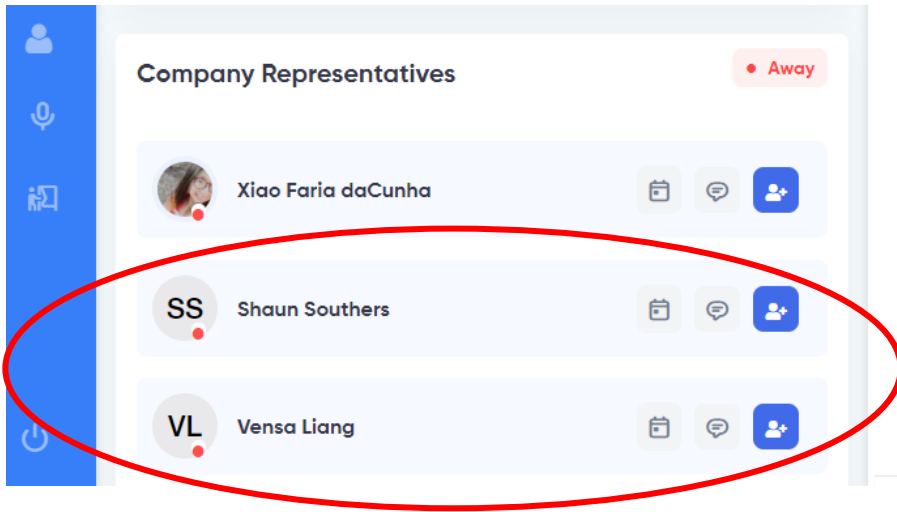 Company Representatives
Away
Xiao Faria daCunha
SS Shaun Southers
VL Vensa Liang